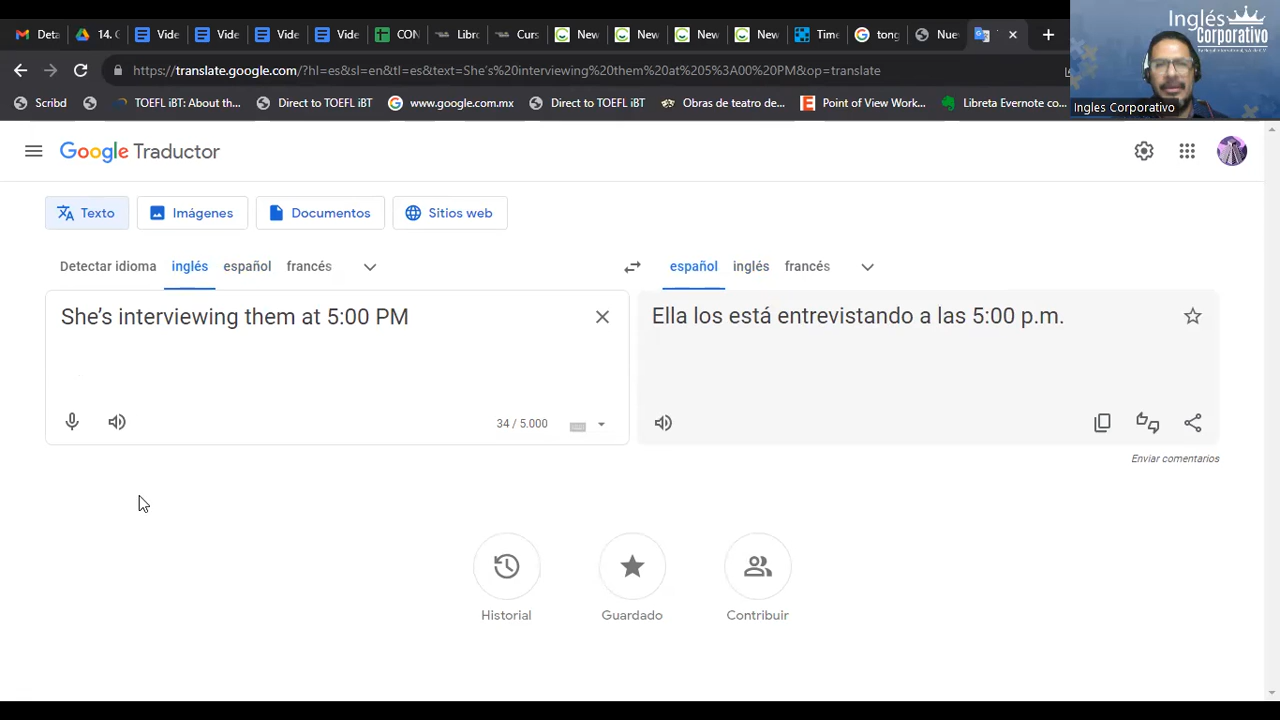 Deta
14. C
Vide
Vide
Vide
Vide
CON
Libro
Curs
New
New
New
New
Time
tong
Nue
https://translate.google.com/?hl=es&sl=en&tl=es&text=She's%20interviewing%20them%20at%205%3A00%20PM&op=translate
Scribd
TOEFL iBT: About th...
Direct to TOEFL iBT
www.google.com.mx
Direct to TOEFL iBT
Obras de teatro de...
Point of View Work...
Libreta Evernote co...
Inglés
Corporativo
Ingles Corporativo
Google Traductor
Texto
Imágenes
Documentos
Sitios web
Detectar idioma inglés español francés
español inglés francés
She’s interviewing them at 5:00 PM
34 / 5.000
Ella los está entrevistando a las 5:00 p.m.
Enviar comentarios
Historial
Guardado
Contribuir